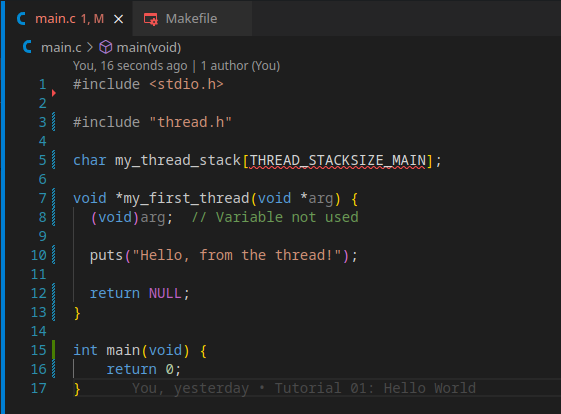 main.c 1, M × Makefile
main.c > main(void)
You, 16 seconds ago | 1 author (You)
1 #include <stdio.h>
2
3 #include "thread.h"
4
5 char my_thread_stack[THREAD_STACKSIZE_MAIN];
6
7 void *my_first_thread(void *arg) {
8 (void)arg;  // Variable not used
9
10 puts("Hello, from the thread!");
11
12 return NULL;
13 }
14
15 int main(void) {
16 return 0;
17 } You, yesterday • Tutorial 01: Hello World